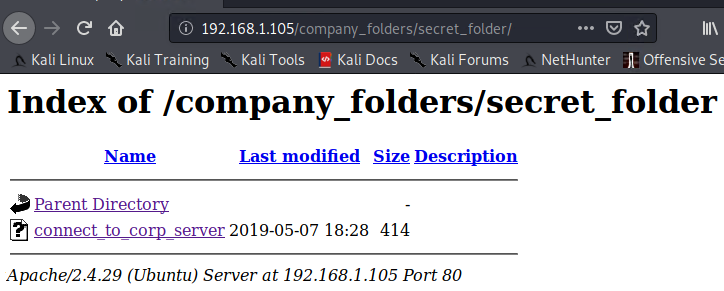 192.168.1.105/company_folders/secret_folder/
Kali Linux Kali Training Kali Tools Kali Docs Kali Forums NetHunter Offensive Se
Index of /company_folders/secret_folder
Name Last modified Size Description
Parent Directory -
connect_to_corp_server 2019-05-07 18:28 414
Apache/2.4.29 (Ubuntu) Server at 192.168.1.105 Port 80